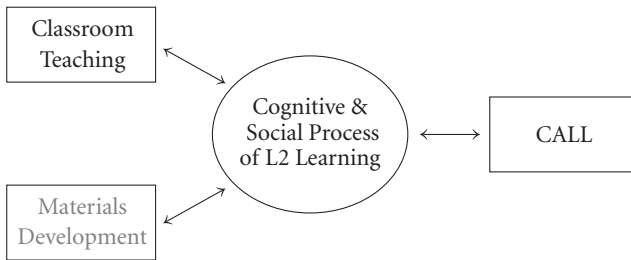 Classroom
Teaching
Cognitive &
Social Process
of L2 Learning
CALL
Materials
Development